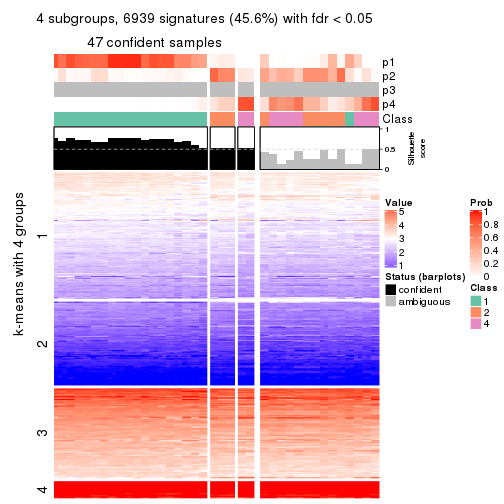 4 subgroups, 6939 signatures (45.6%) with fdr < 0.05
47 confident samples
p1
p2
p3
p4
Class
1
0.5
0
Silhouette
score
k-means with 4 groups
1
2
3
4
Value
5
4
3
2
1
Status (barplots)
confident
ambiguous
Prob
1
0.8
0.6
0.4
0.2
0
Class
1
2
4